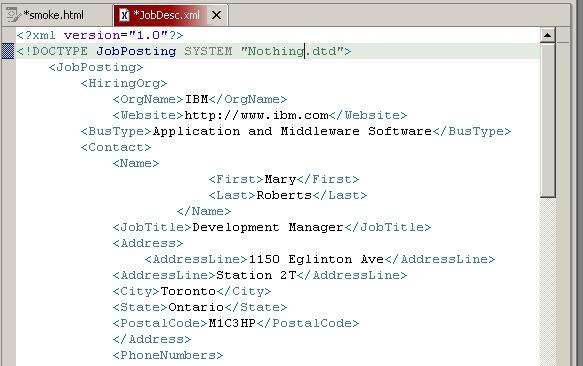 *smoke.html *JobDesc.xml
<?xml version="1.0"?>
<!DOCTYPE JobPosting SYSTEM "Nothing.dtd">
<JobPosting>
<HiringOrg>
<OrgName>IBM</OrgName>
<Website>http://www.ibm.com</Website>
<BusType>Application and Middleware Software</BusType>
<Contact>
<Name>
<First>Mary</First>
<Last>Roberts</Last>
</Name>
<JobTitle>Development Manager</JobTitle>
<Address>
<AddressLine>1150 Eglinton Ave</AddressLine>
<AddressLine>Station 2T</AddressLine>
<City>Toronto</City>
<State>Ontario</State>
<PostalCode>M1C3HP</PostalCode>
</Address>
<PhoneNumbers>